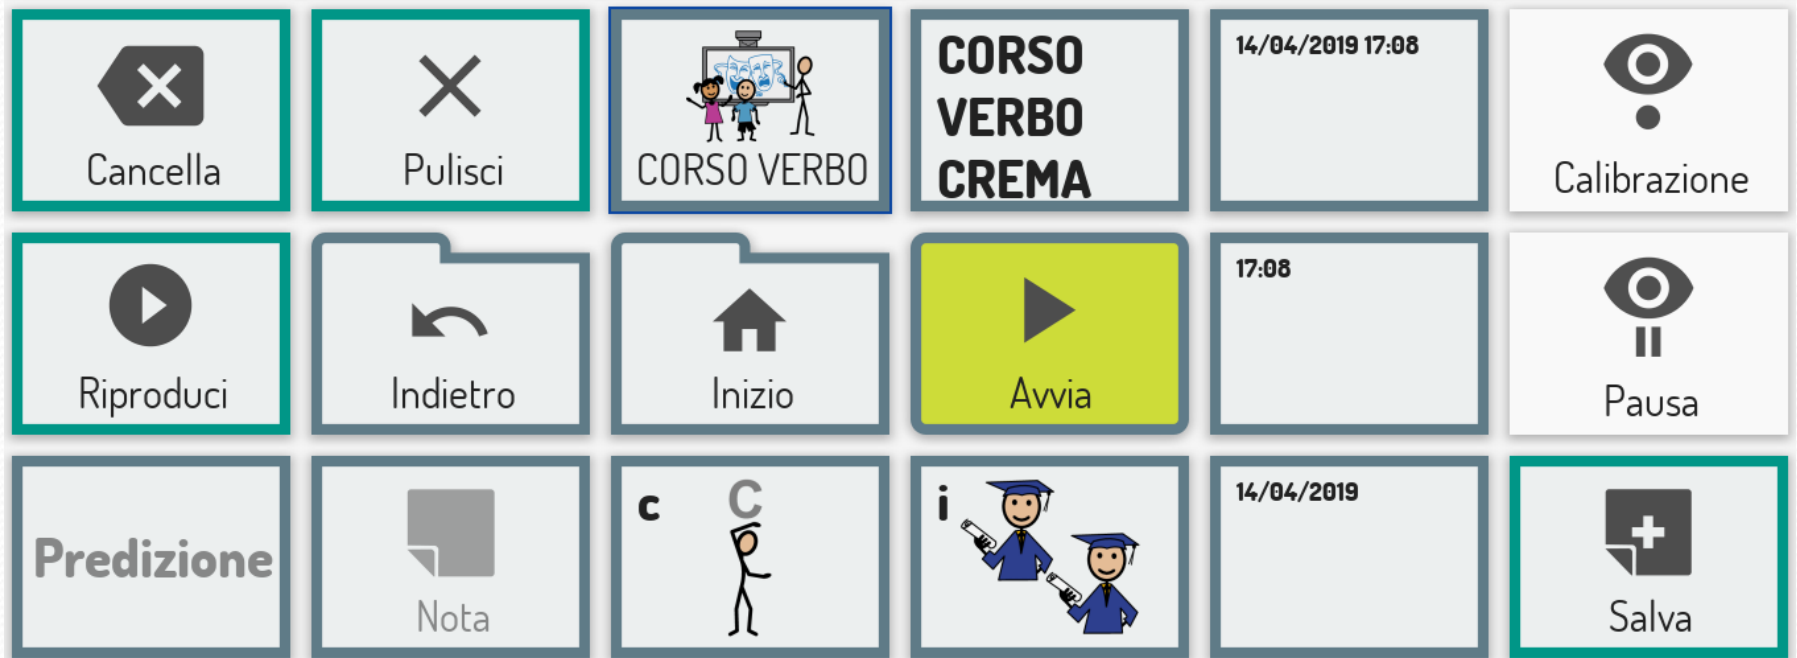 Cancella
Pulisci
CORSO VERBO
CORSO
VERBO
CREMA
14/04/2019 17:08
Calibrazione
Riproduci
Indietro
Inizio
Avvia
17:08
Pausa
Predizione
Nota
c
C
i
14/04/2019
Salva